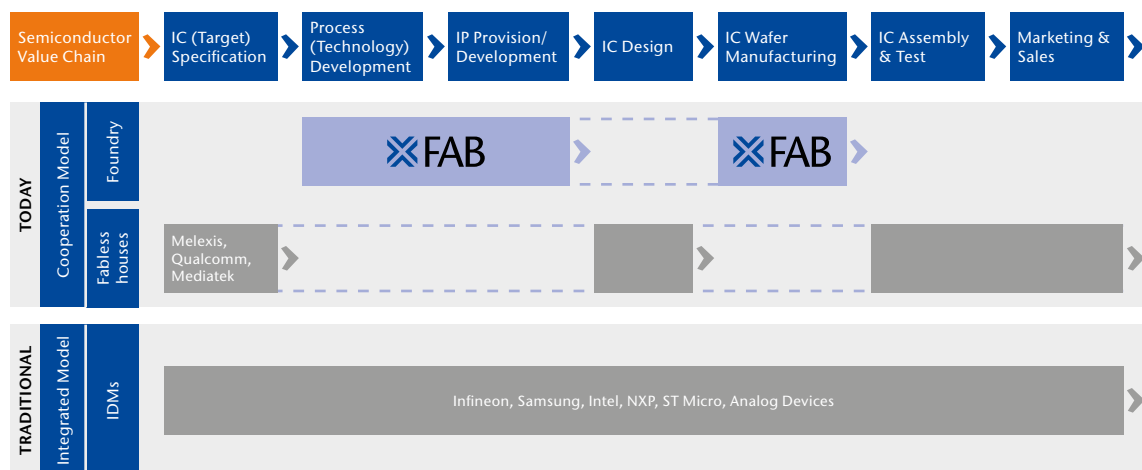 Semiconductor
Value Chain
IC (Target)
Specification
Process
(Technology)
Development
IP Provision/
Development
IC Design
IC Wafer
Manufacturing
IC Assembly
& Test
Marketing &
Sales
TODAY
Cooperation Model
Foundry
XFAB
XFAB
Fabless
houses
Melexis,
Qualcomm,
Mediatek
TRADITIONAL
Integrated Model
IDMs
Infineon, Samsung, Intel, NXP, ST Micro, Analog Devices